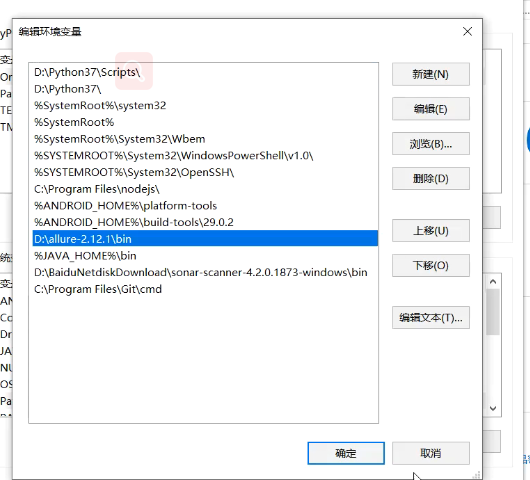 编辑环境变量
D:\Python37\Scripts\
D:\Python37\
%SystemRoot%\system32
%SystemRoot%
%SystemRoot%\System32\Wbem
%SYSTEMROOT%\System32\WindowsPowerShell\v1.0\
%SYSTEMROOT%\System32\OpenSSH\
C:\Program Files\nodejs\
%ANDROID_HOME%\platform-tools
%ANDROID_HOME%\build-tools\29.0.2
D:\allure-2.12.1\bin
%JAVA_HOME%\bin
D:\BaiduNetdiskDownload\sonar-scanner-4.2.0.1873-windows\bin
C:\Program Files\Git\cmd
新建(N)
编辑(E)
浏览(B)...
删除(D)
上移(U)
下移(O)
编辑文本(T)...
确定
取消
yP
变
On
Pa
TE
TM
变
AN
Co
Dr
JA
NU
OS
Pa